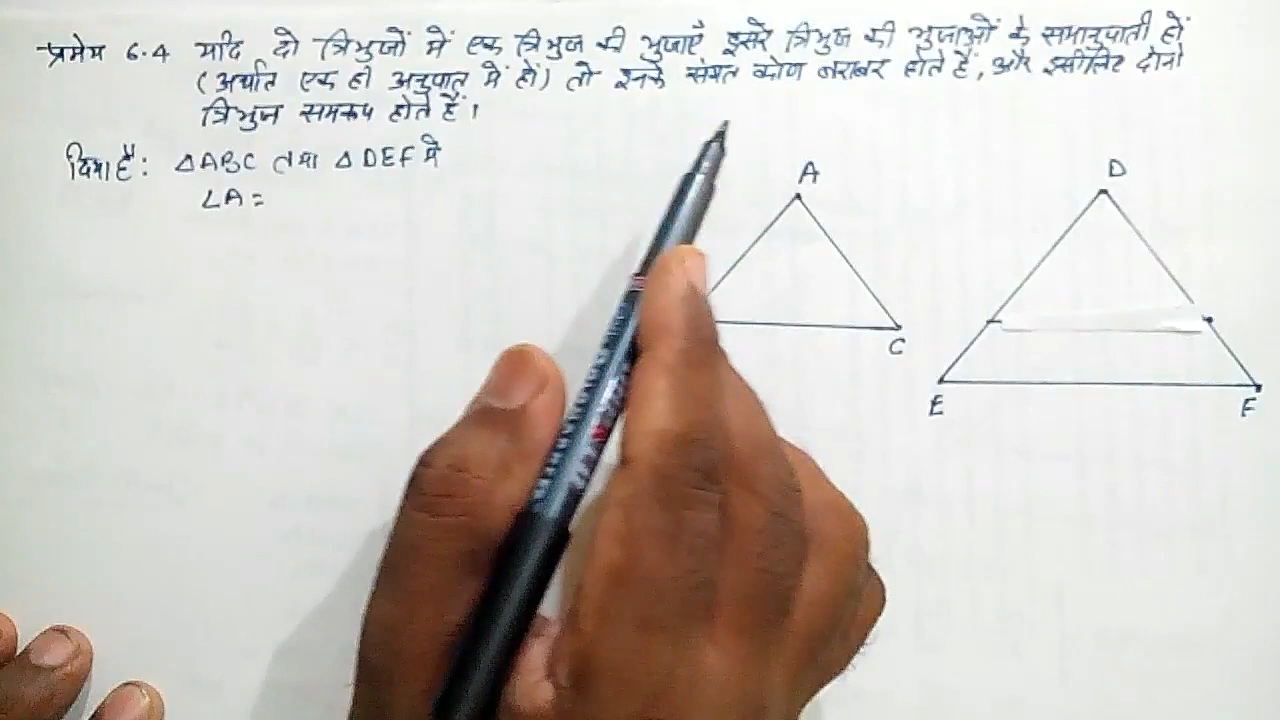 प्रमेय 6.4 यदि दो त्रिभुजों में एक त्रिभुज की भुजाएँ दूसरे त्रिभुज की भुजाओं के समानुपाती हों
(अर्थात एक ही अनुपात में हों) तो इनके संगत कोण बराबर होते हैं, और इसीलिए दोनो
त्रिभुज समरूप होते हैं।
दिया है: △ABC तथा △DEF मे
∠A=
A
D
C
E
F